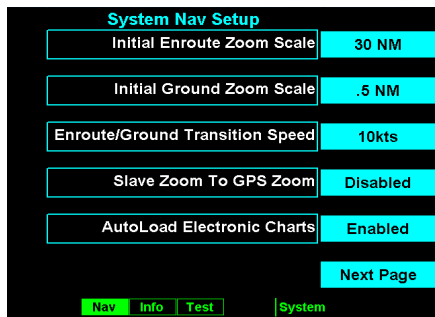 System Nav Setup
Initial Enroute Zoom Scale 30 NM
Initial Ground Zoom Scale .5 NM
Enroute/Ground Transition Speed 10kts
Slave Zoom To GPS Zoom Disabled
AutoLoad Electronic Charts Enabled
Next Page
Nav Info Test System